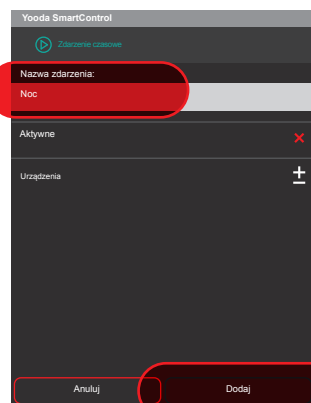 Yooda SmartControl
Zdarzenie czasowe
Nazwa zdarzenia:
Noc
Aktywne
Urządzenia
Anuluj
Dodaj